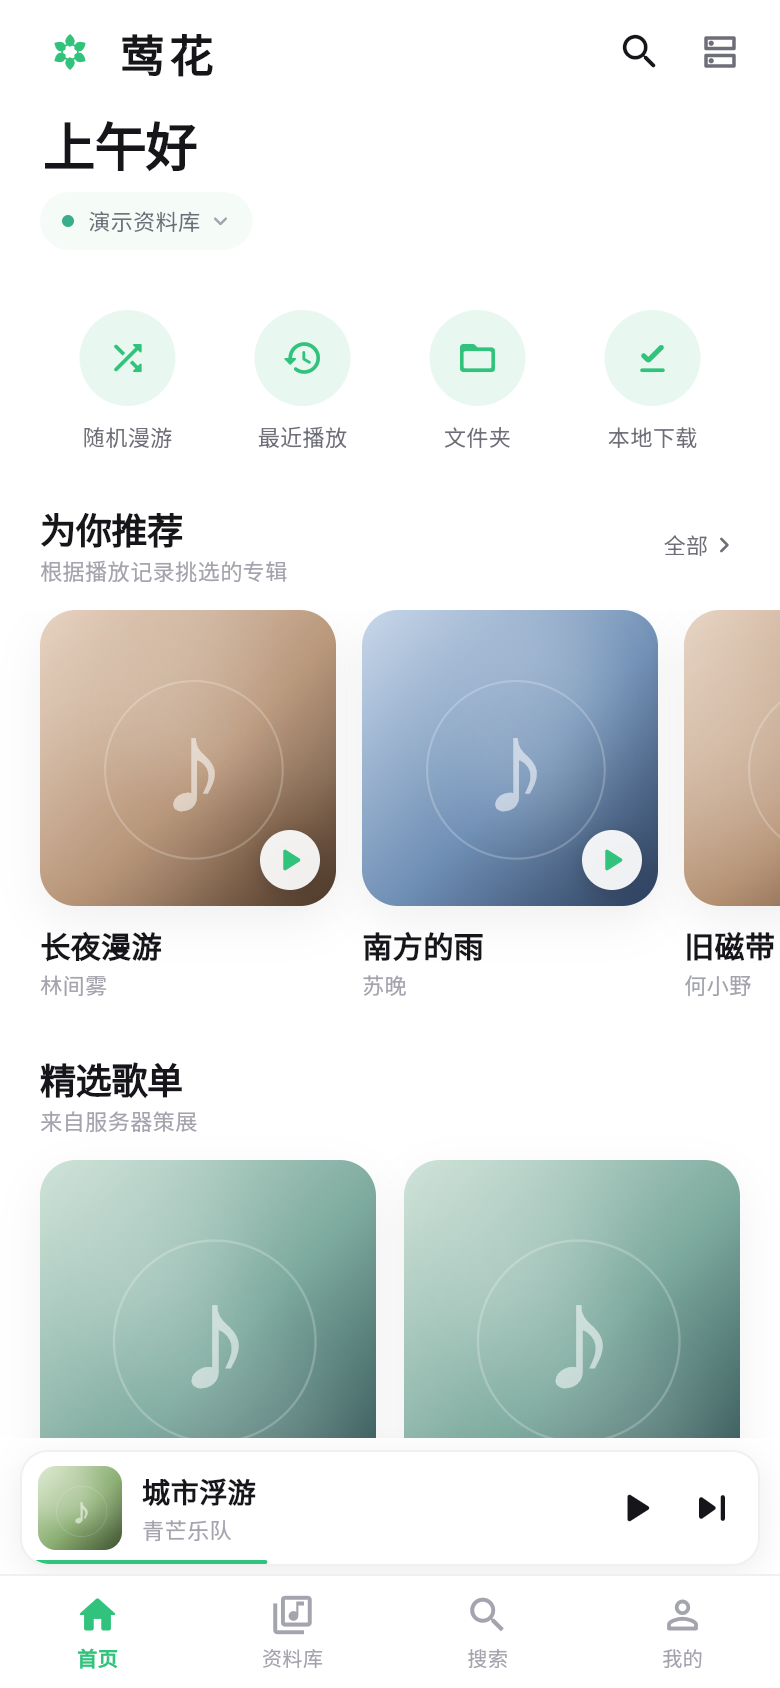 莺花
上午好
演示资料库
随机漫游
最近播放
文件夹
本地下载
为你推荐
全部
根据播放记录挑选的专辑
长夜漫游
林间雾
南方的雨
苏晚
旧磁带
何小野
精选歌单
来自服务器策展
城市浮游
青芒乐队
首页
资料库
搜索
我的